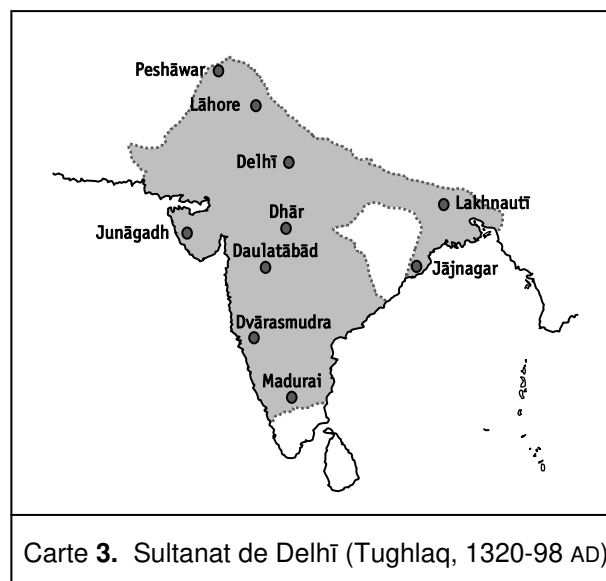 Peshāwar
Lāhore
Delhī
Lakhnautī
Dhār
Junāgadh
Daulatābād
Jājnagar
Dvārasmudra
Madurai
Carte 3. Sultanat de Delhī (Tughlaq, 1320-98 AD)